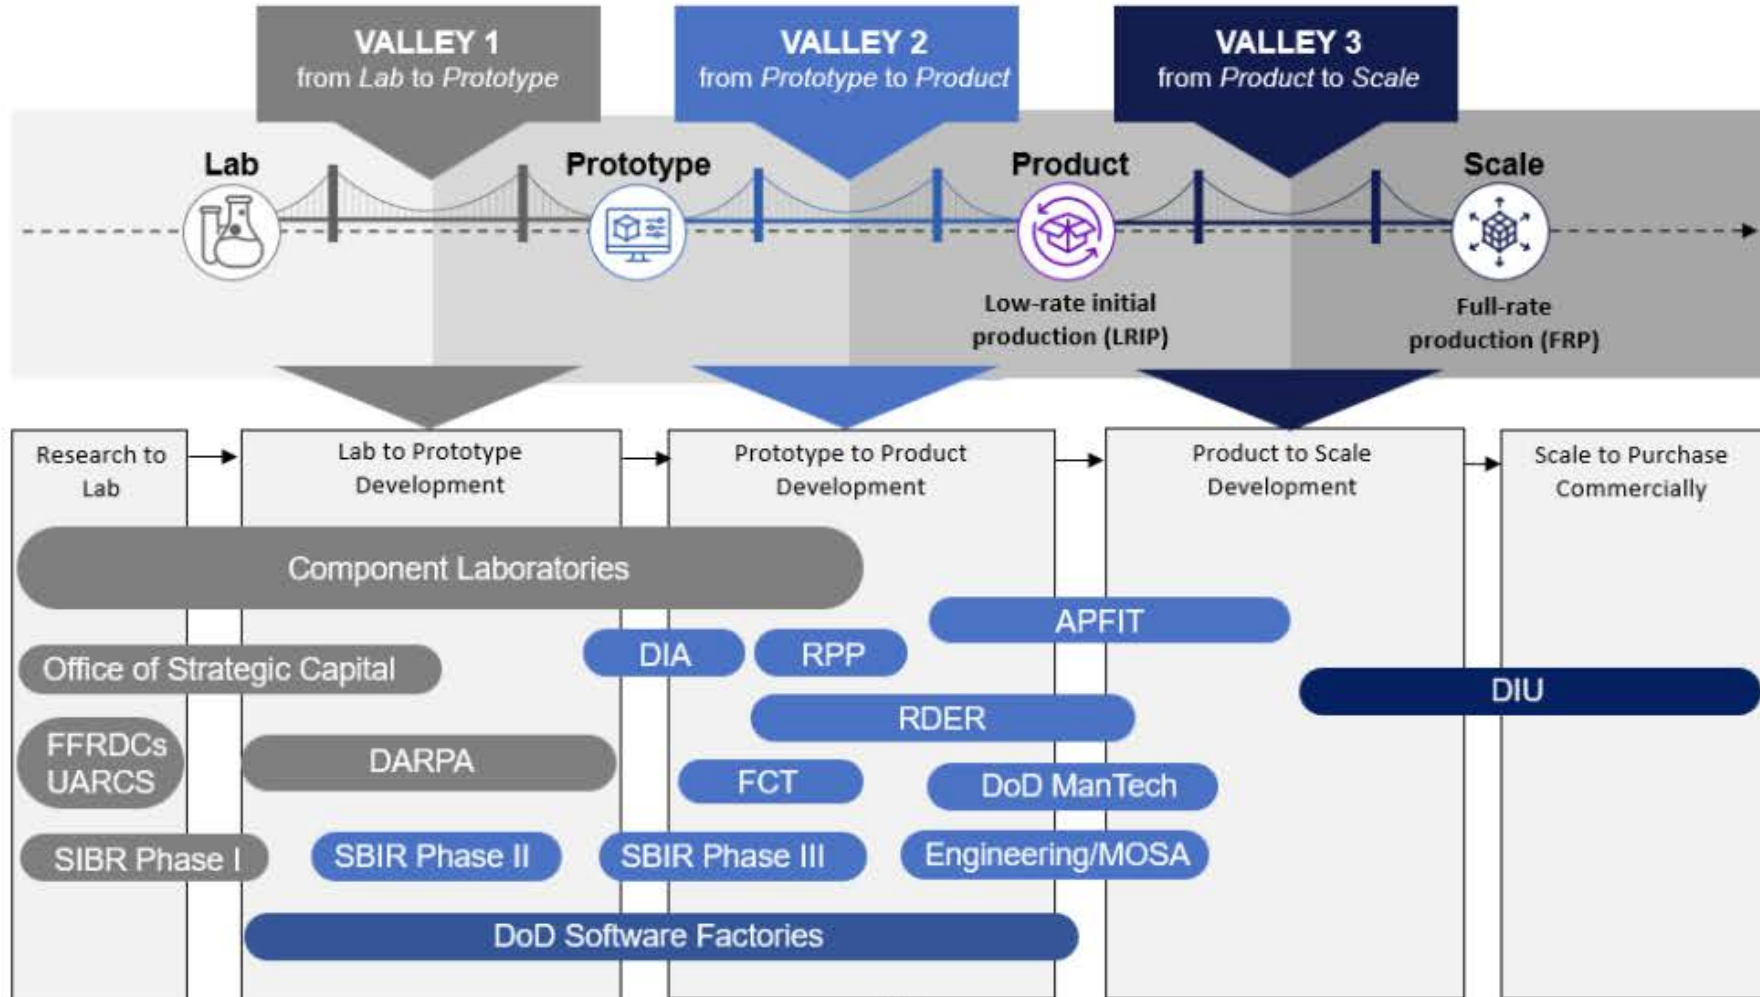 VALLEY 1
from Lab to Prototype
VALLEY 2
from Prototype to Product
VALLEY 3
from Product to Scale
Lab
Prototype
Product
Scale
Low-rate initial
production (LRIP)
Full-rate
production (FRP)
Research to
Lab
Lab to Prototype
Development
Prototype to Product
Development
Product to Scale
Development
Scale to Purchase
Commercially
Component Laboratories
APFIT
Office of Strategic Capital
DIA
RPP
DIU
RDER
FFRDCs
UARCS
DARPA
FCT
DoD ManTech
SIBR Phase I
SBIR Phase II
SBIR Phase III
Engineering/MOSA
DoD Software Factories